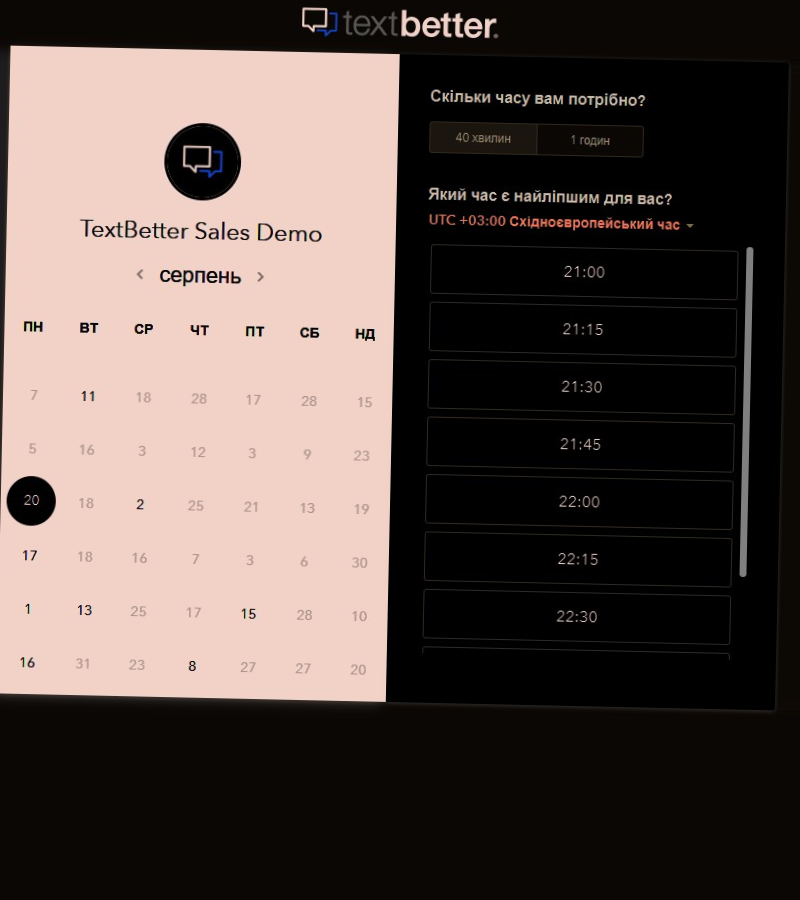 textbetter.
TextBetter Sales Demo
серпень
ПН ВТ СР ЧТ ПТ СБ НД
7 11 18 28 17 28 15
5 16 3 12 3 9 23
20 18 2 25 21 13 19
17 18 16 7 3 6 30
1 13 25 17 15 28 10
16 31 23 8 27 27 20
Скільки часу вам потрібно?
40 хвилин 1 годин
Який час є найліпшим для вас?
UTC +03:00 Східноєвропейський час
21:00
21:15
21:30
21:45
22:00
22:15
22:30